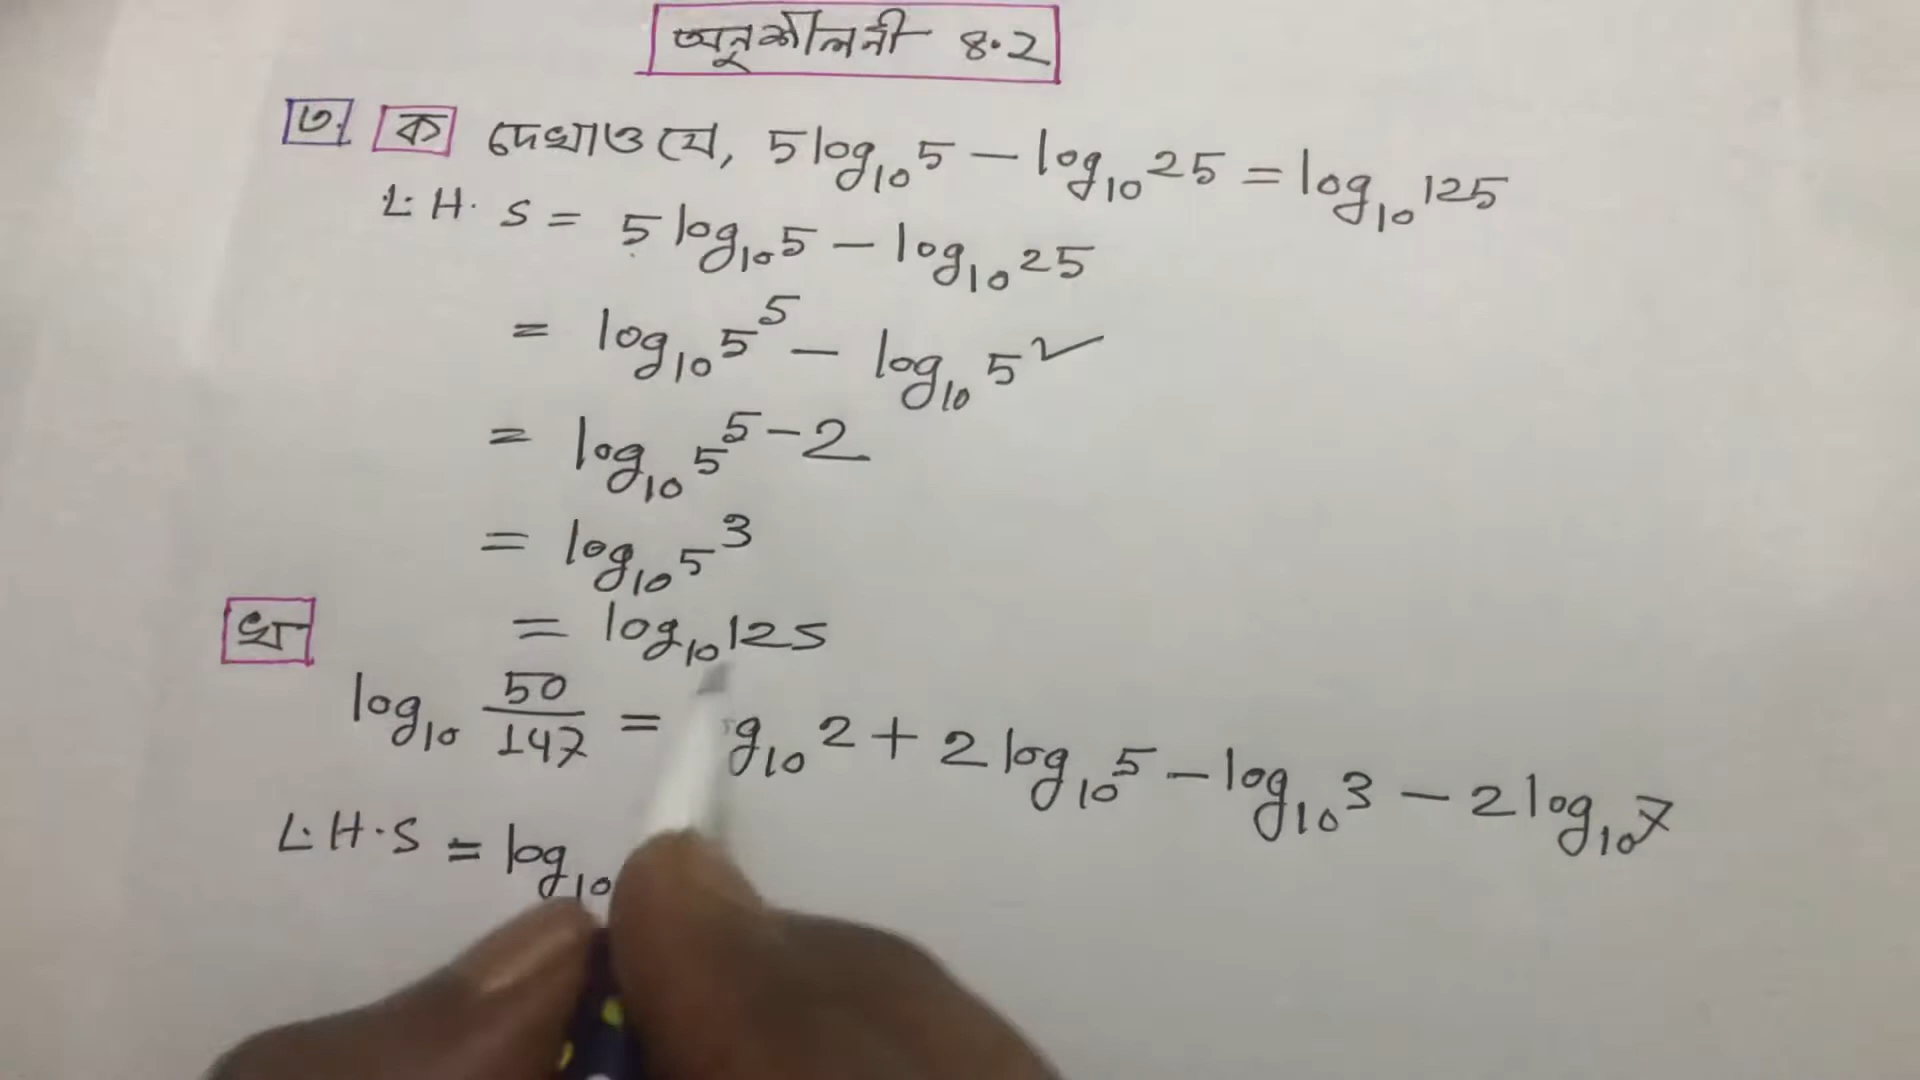 অনুশীলনী ৪.2
৩. ক দেখাও যে, 5log₁₀5 − log₁₀25 = log₁₀125
L.H.S = 5log₁₀5 − log₁₀25
= log₁₀5⁵ − log₁₀5²
= log₁₀5⁵⁻²
= log₁₀5³
= log₁₀125
খ
log₁₀ 50/147 = g₁₀2 + 2log₁₀5 − log₁₀3 − 2log₁₀7
L.H.S = log₁₀